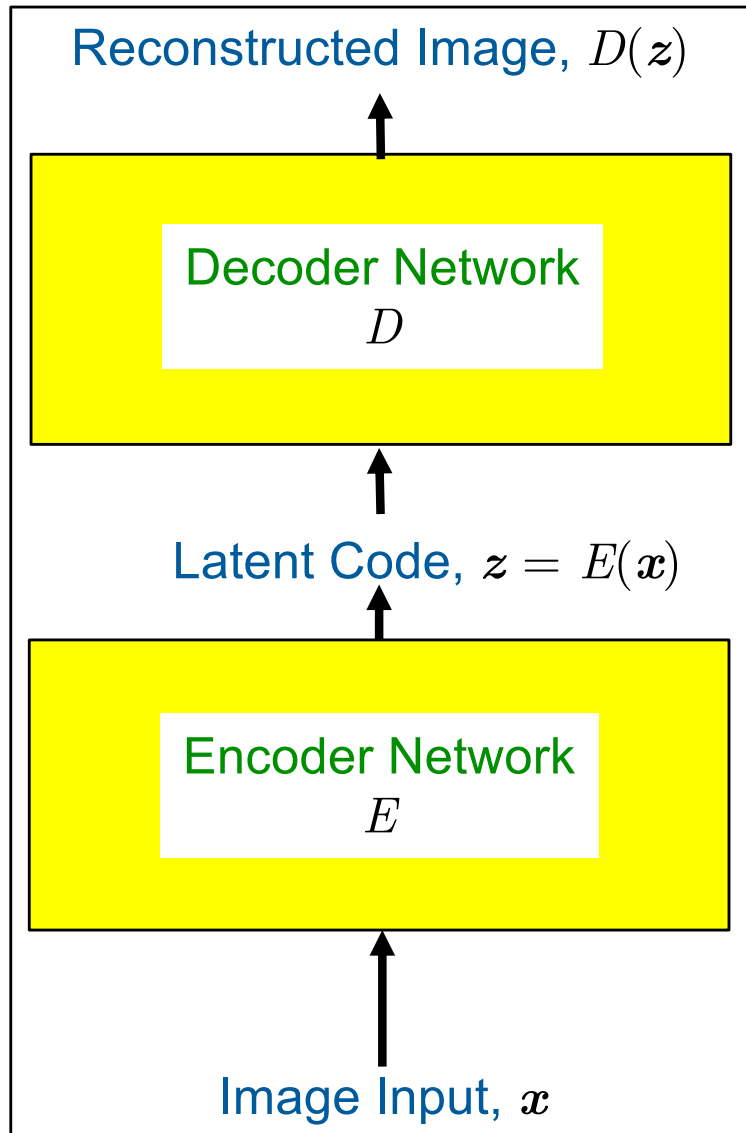 Reconstructed Image, D(z)
Decoder Network
D
Latent Code, z = E(x)
Encoder Network
E
Image Input, x